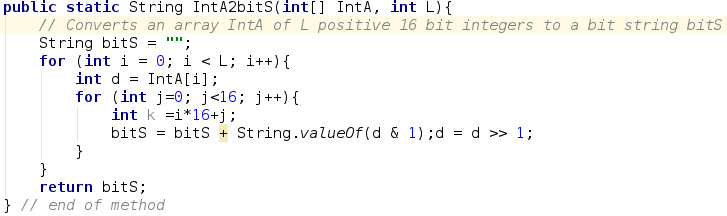 public static String IntA2bitS(int[] IntA, int L){
    // Converts an array IntA of L positive 16 bit integers to a bit string bitS
    String bitS = "";
    for (int i = 0; i < L; i++){
        int d = IntA[i];
        for (int j=0; j<16; j++){
            int k =i*16+j;
            bitS = bitS + String.valueOf(d & 1);d = d >> 1;
        }
    }
    return bitS;
} // end of method